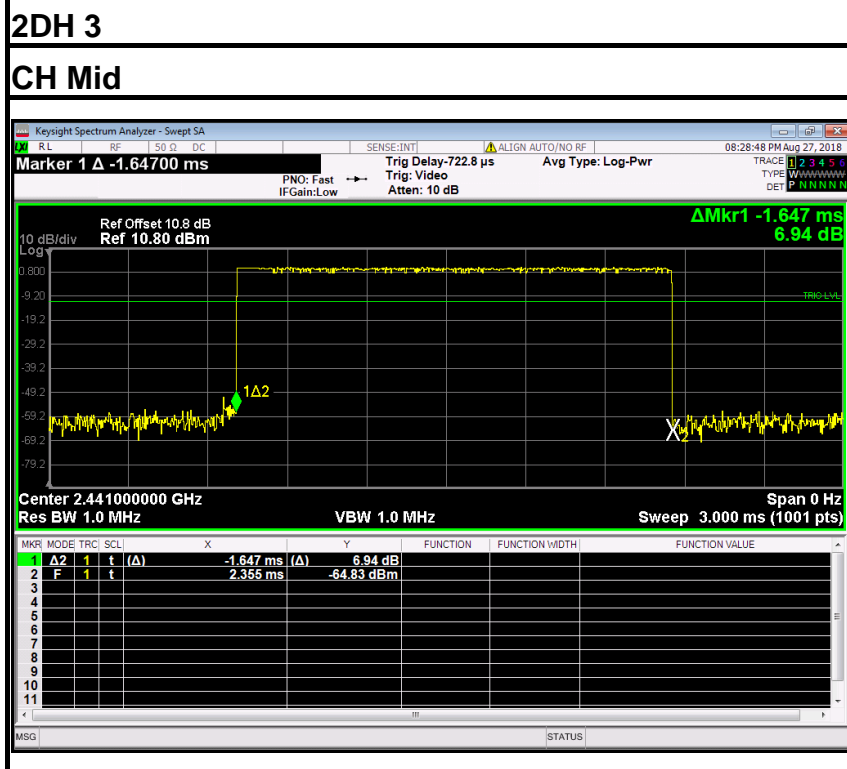 2DH 3
CH Mid
Keysight Spectrum Analyzer - Swept SA
LXI RL RF 50 Ω DC SENSE:INT ALIGN AUTO/NO RF 08:28:48 PM Aug 27, 2018
Marker 1 Δ -1.64700 ms
PNO: Fast
IFGain:Low
Trig Delay-722.8 µs
Trig: Video
Atten: 10 dB
Avg Type: Log-Pwr
TRACE 1 2 3 4 5 6
TYPE WWWWWW
DET P N N N N N
ΔMkr1 -1.647 ms
6.94 dB
Ref Offset 10.8 dB
10 dB/div Ref 10.80 dBm
Log
0.800
-9.20
TRIG LVL
-19.2
-29.2
-39.2
-49.2
1Δ2
-59.2
-69.2
X2
-79.2
Center 2.441000000 GHz Span 0 Hz
Res BW 1.0 MHz VBW 1.0 MHz Sweep 3.000 ms (1001 pts)
MKR MODE TRC SCL X Y FUNCTION FUNCTION WIDTH FUNCTION VALUE
1 Δ2 1 t (Δ) -1.647 ms (Δ) 6.94 dB
2 F 1 t 2.355 ms -64.83 dBm
3
4
5
6
7
8
9
10
11
MSG STATUS